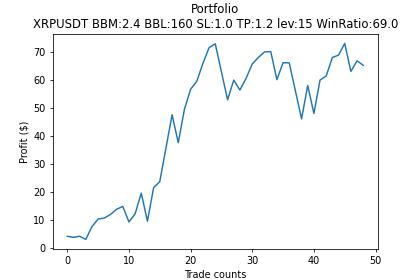 Portfolio
XRPUSDT BBM:2.4 BBL:160 SL:1.0 TP:1.2 lev:15 WinRatio:69.0
70
60
50
40
30
20
10
0
Profit ($)
0 10 20 30 40 50
Trade counts